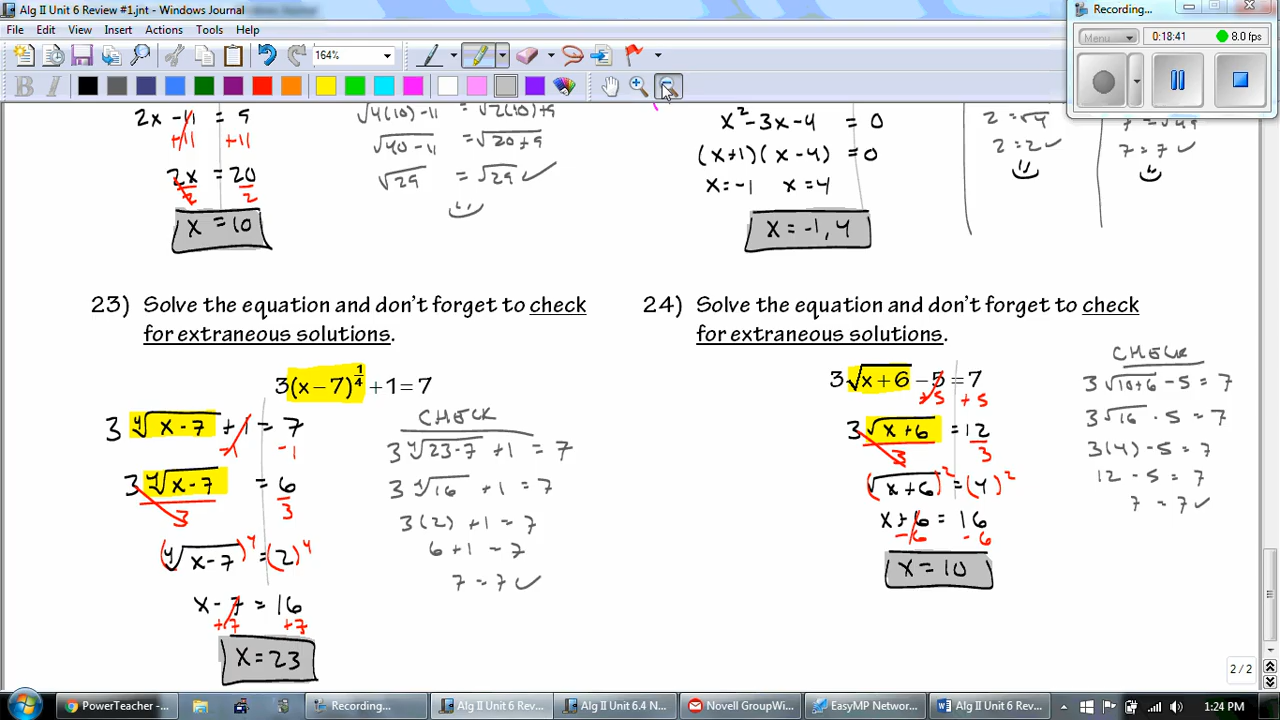 Alg II Unit 6 Review #1.jnt - Windows Journal
Recording...
File Edit View Insert Actions Tools Help
Menu
0:18:41
8.0 fps
164%
B I
2x - 11 = 9
+11 +11
2x = 20
2 2
x = 10
√4(10)-11 = √2(10)+9
√40-11 = √20+9
√29 = √29 ✓
x² - 3x - 4 = 0
(x+1)(x-4) = 0
x = -1 x = 4
x = -1, 4
2 = √4
2 = 2 ✓
7 = √49
7 = 7 ✓
23) Solve the equation and don't forget to check
for extraneous solutions.
3(x-7)^(1/4) + 1 = 7
3 ∜x-7 + 1 = 7
-1 -1
3 ∜x-7 = 6
3 3
(∜x-7)⁴ = (2)⁴
x - 7 = 16
+7 +7
x = 23
CHECK
3 ∜23-7 + 1 = 7
3 ∜16 + 1 = 7
3(2) + 1 = 7
6 + 1 = 7
7 = 7 ✓
24) Solve the equation and don't forget to check
for extraneous solutions.
3√x+6 - 5 = 7
+5 +5
3 √x+6 = 12
3 3
(√x+6)² = (4)²
x + 6 = 16
-6 -6
x = 10
CHECK
3 √10+6 - 5 = 7
3 √16 - 5 = 7
3(4) - 5 = 7
12 - 5 = 7
7 = 7 ✓
2 / 2
PowerTeacher - Goo...
Recording...
Alg II Unit 6 Rev...
Alg II Unit 6.4 N...
Novell GroupWi...
EasyMP Network...
Alg II Unit 6 Revi...
1:24 PM